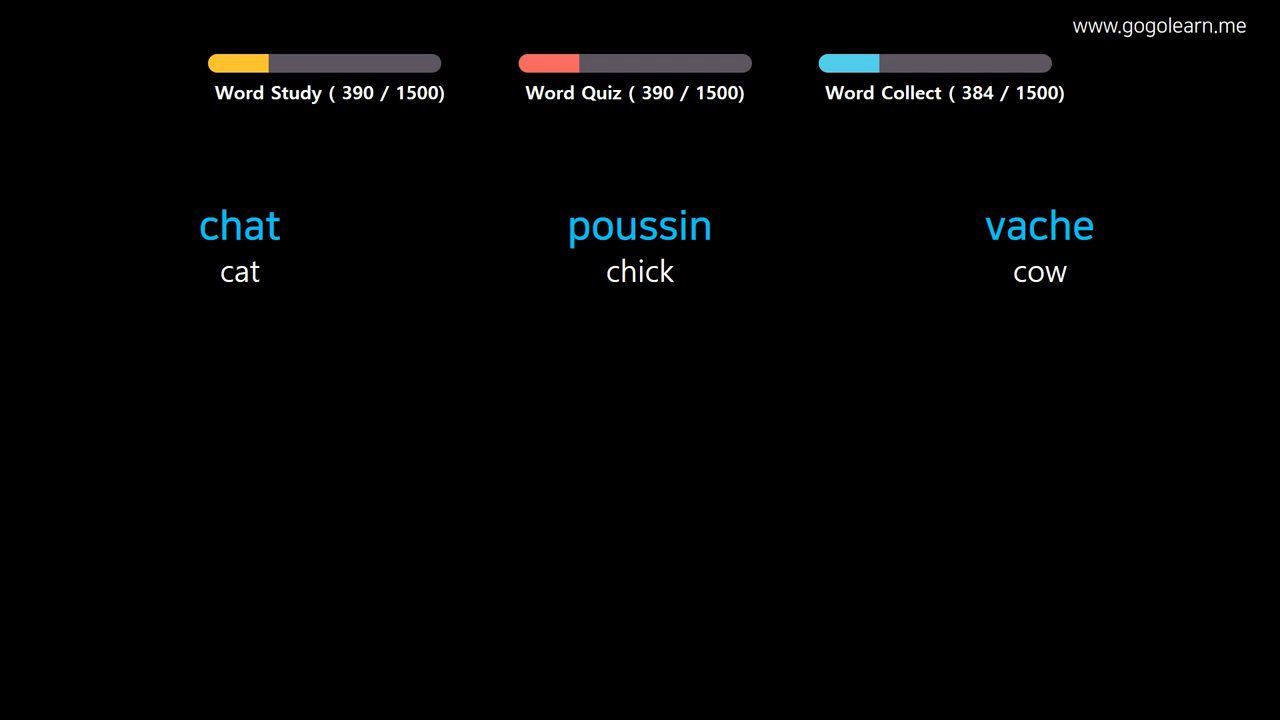 www.gogolearn.me
Word Study ( 390 / 1500) Word Quiz ( 390 / 1500) Word Collect ( 384 / 1500)
chat poussin vache
cat chick cow